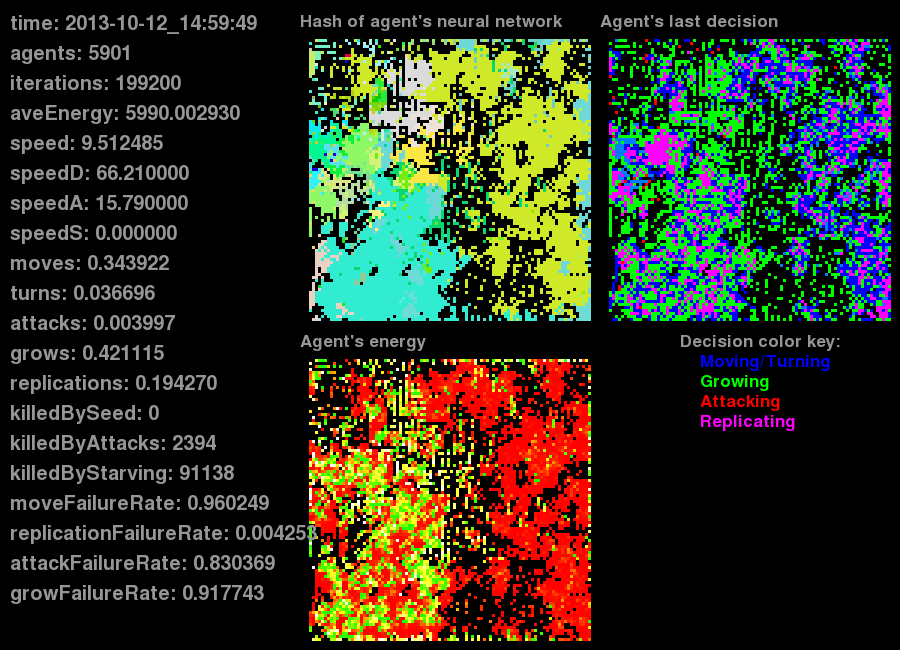 time: 2013-10-12_14:59:49
agents: 5901
iterations: 199200
aveEnergy: 5990.002930
speed: 9.512485
speedD: 66.210000
speedA: 15.790000
speedS: 0.000000
moves: 0.343922
turns: 0.036696
attacks: 0.003997
grows: 0.421115
replications: 0.194270
killedBySeed: 0
killedByAttacks: 2394
killedByStarving: 91138
moveFailureRate: 0.960249
replicationFailureRate: 0.004253
attackFailureRate: 0.830369
growFailureRate: 0.917743
Hash of agent's neural network
Agent's last decision
Agent's energy
Decision color key:
Moving/Turning
Growing
Attacking
Replicating